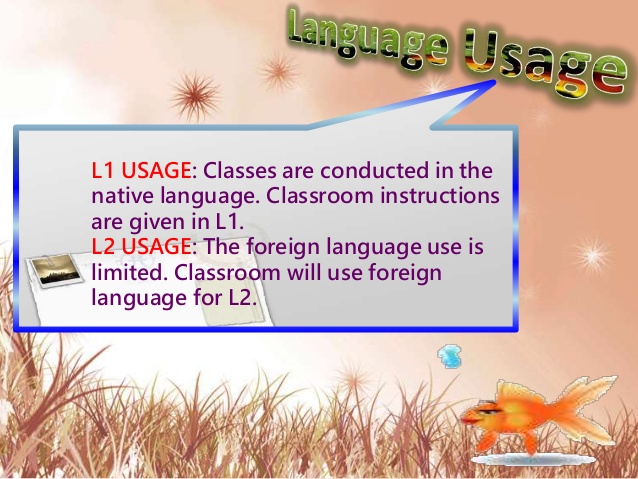 Language Usage
L1 USAGE: Classes are conducted in the
native language. Classroom instructions
are given in L1.
L2 USAGE: The foreign language use is
limited. Classroom will use foreign
language for L2.